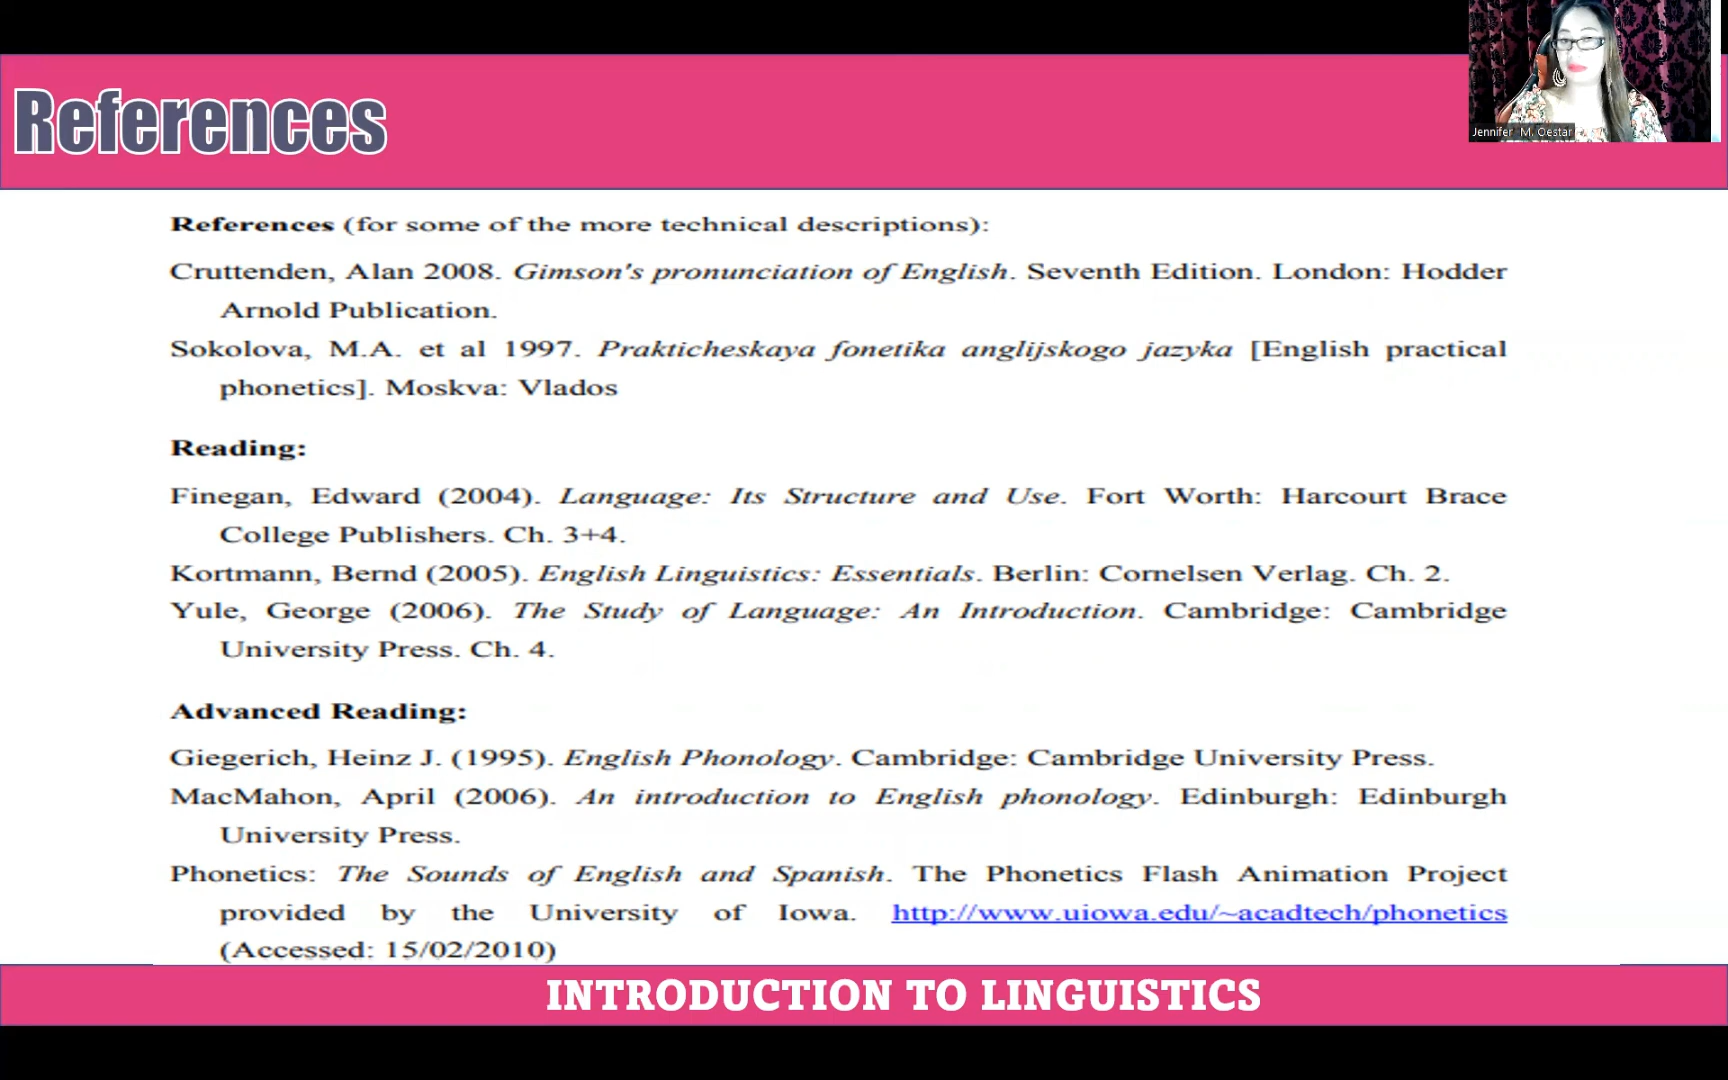 References
Jennifer M. Oestar
References (for some of the more technical descriptions):
Cruttenden, Alan 2008. Gimson's pronunciation of English. Seventh Edition. London: Hodder
Arnold Publication.
Sokolova, M.A. et al 1997. Prakticheskaya fonetika anglijskogo jazyka [English practical
phonetics]. Moskva: Vlados
Reading:
Finegan, Edward (2004). Language: Its Structure and Use. Fort Worth: Harcourt Brace
College Publishers. Ch. 3+4.
Kortmann, Bernd (2005). English Linguistics: Essentials. Berlin: Cornelsen Verlag. Ch. 2.
Yule, George (2006). The Study of Language: An Introduction. Cambridge: Cambridge
University Press. Ch. 4.
Advanced Reading:
Giegerich, Heinz J. (1995). English Phonology. Cambridge: Cambridge University Press.
MacMahon, April (2006). An introduction to English phonology. Edinburgh: Edinburgh
University Press.
Phonetics: The Sounds of English and Spanish. The Phonetics Flash Animation Project
provided by the University of Iowa. http://www.uiowa.edu/~acadtech/phonetics
(Accessed: 15/02/2010)
INTRODUCTION TO LINGUISTICS